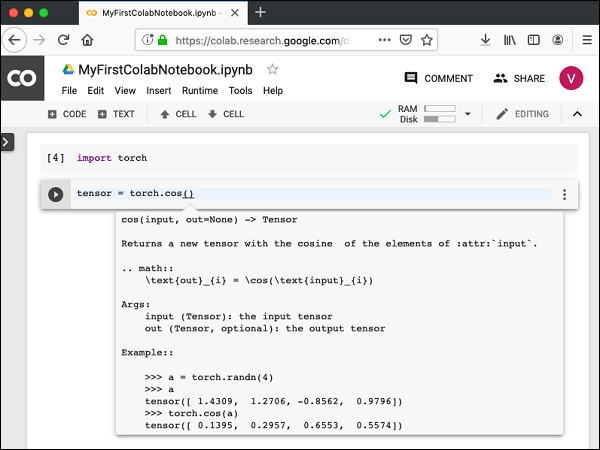 MyFirstColabNotebook.ipynb -
https://colab.research.google.com/d
MyFirstColabNotebook.ipynb
COMMENT
SHARE
V
File Edit View Insert Runtime Tools Help
CODE TEXT CELL CELL
RAM
Disk
EDITING
[4] import torch
tensor = torch.cos()
cos(input, out=None) -> Tensor
Returns a new tensor with the cosine  of the elements of :attr:`input`.
.. math::
    \text{out}_{i} = \cos(\text{input}_{i})
Args:
    input (Tensor): the input tensor
    out (Tensor, optional): the output tensor
Example::
    >>> a = torch.randn(4)
    >>> a
    tensor([ 1.4309,  1.2706, -0.8562,  0.9796])
    >>> torch.cos(a)
    tensor([ 0.1395,  0.2957,  0.6553,  0.5574])